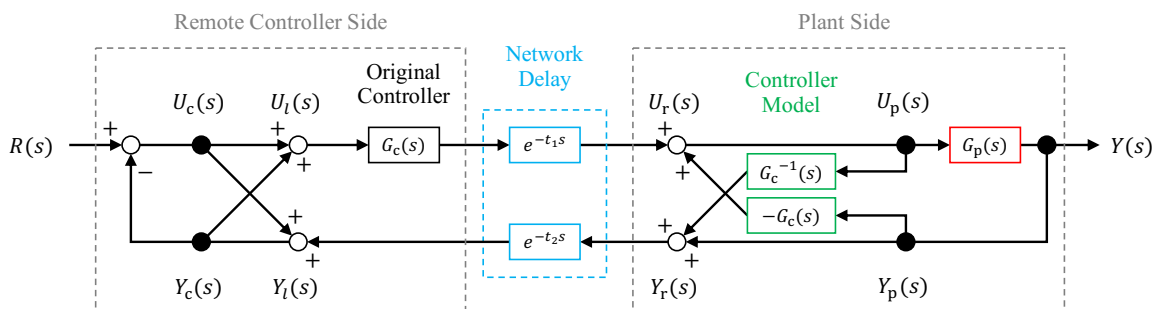 Remote Controller Side
Plant Side
Network
Delay
Original
Controller
Controller
Model
U_c(s)
U_l(s)
U_r(s)
U_p(s)
+
+
R(s)
G_c(s)
e^{-t_1 s}
G_p(s)
Y(s)
−
+
+
+
G_c^{-1}(s)
−G_c(s)
+
+
+
e^{-t_2 s}
+
+
Y_c(s)
Y_l(s)
Y_r(s)
Y_p(s)